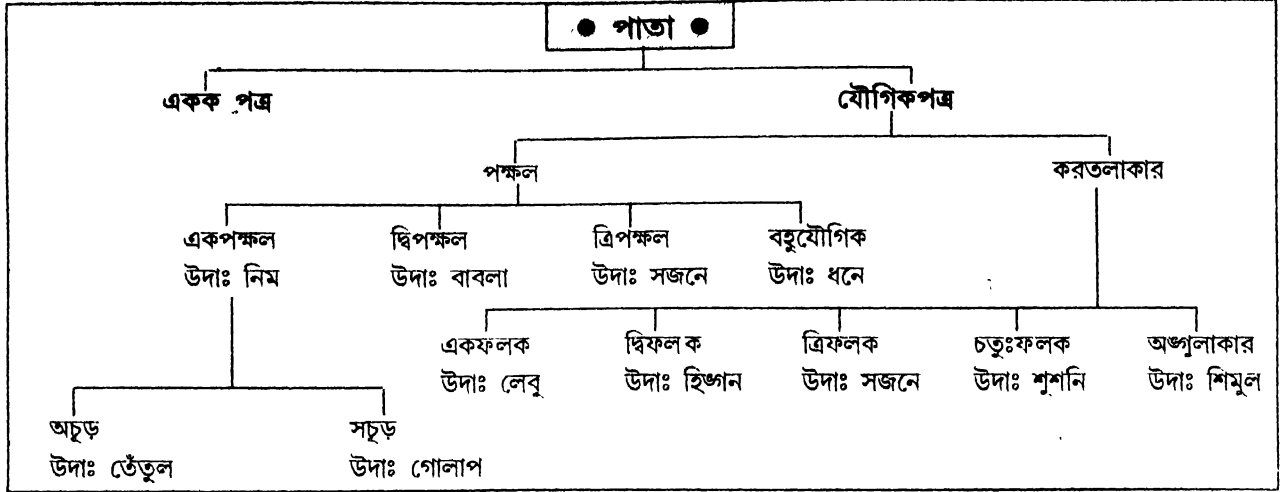 ● পাতা ●
একক পত্র
যৌগিকপত্র
পক্ষল
করতলাকার
একপক্ষল
উদাঃ নিম
দ্বিপক্ষল
উদাঃ বাবলা
ত্রিপক্ষল
উদাঃ সজনে
বহুযৌগিক
উদাঃ ধনে
একফলক
উদাঃ লেবু
দ্বিফলক
উদাঃ হিঙ্গন
ত্রিফলক
উদাঃ সজনে
চতুঃফলক
উদাঃ শুশনি
অঙ্গুলাকার
উদাঃ শিমুল
অচূড়
উদাঃ তেঁতুল
সচূড়
উদাঃ গোলাপ